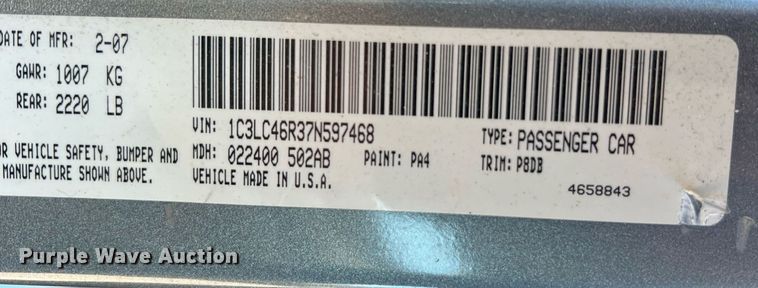 DATE OF MFR: 2-07
GAWR: 1007 KG
REAR: 2220 LB
VIN: 1C3LC46R37N597468
TYPE: PASSENGER CAR
OR VEHICLE SAFETY, BUMPER AND
MDH: 022400 502AB
PAINT: PA4
TRIM: P8DB
MANUFACTURE SHOWN ABOVE.
VEHICLE MADE IN U.S.A.
4658843
Purple Wave Auction